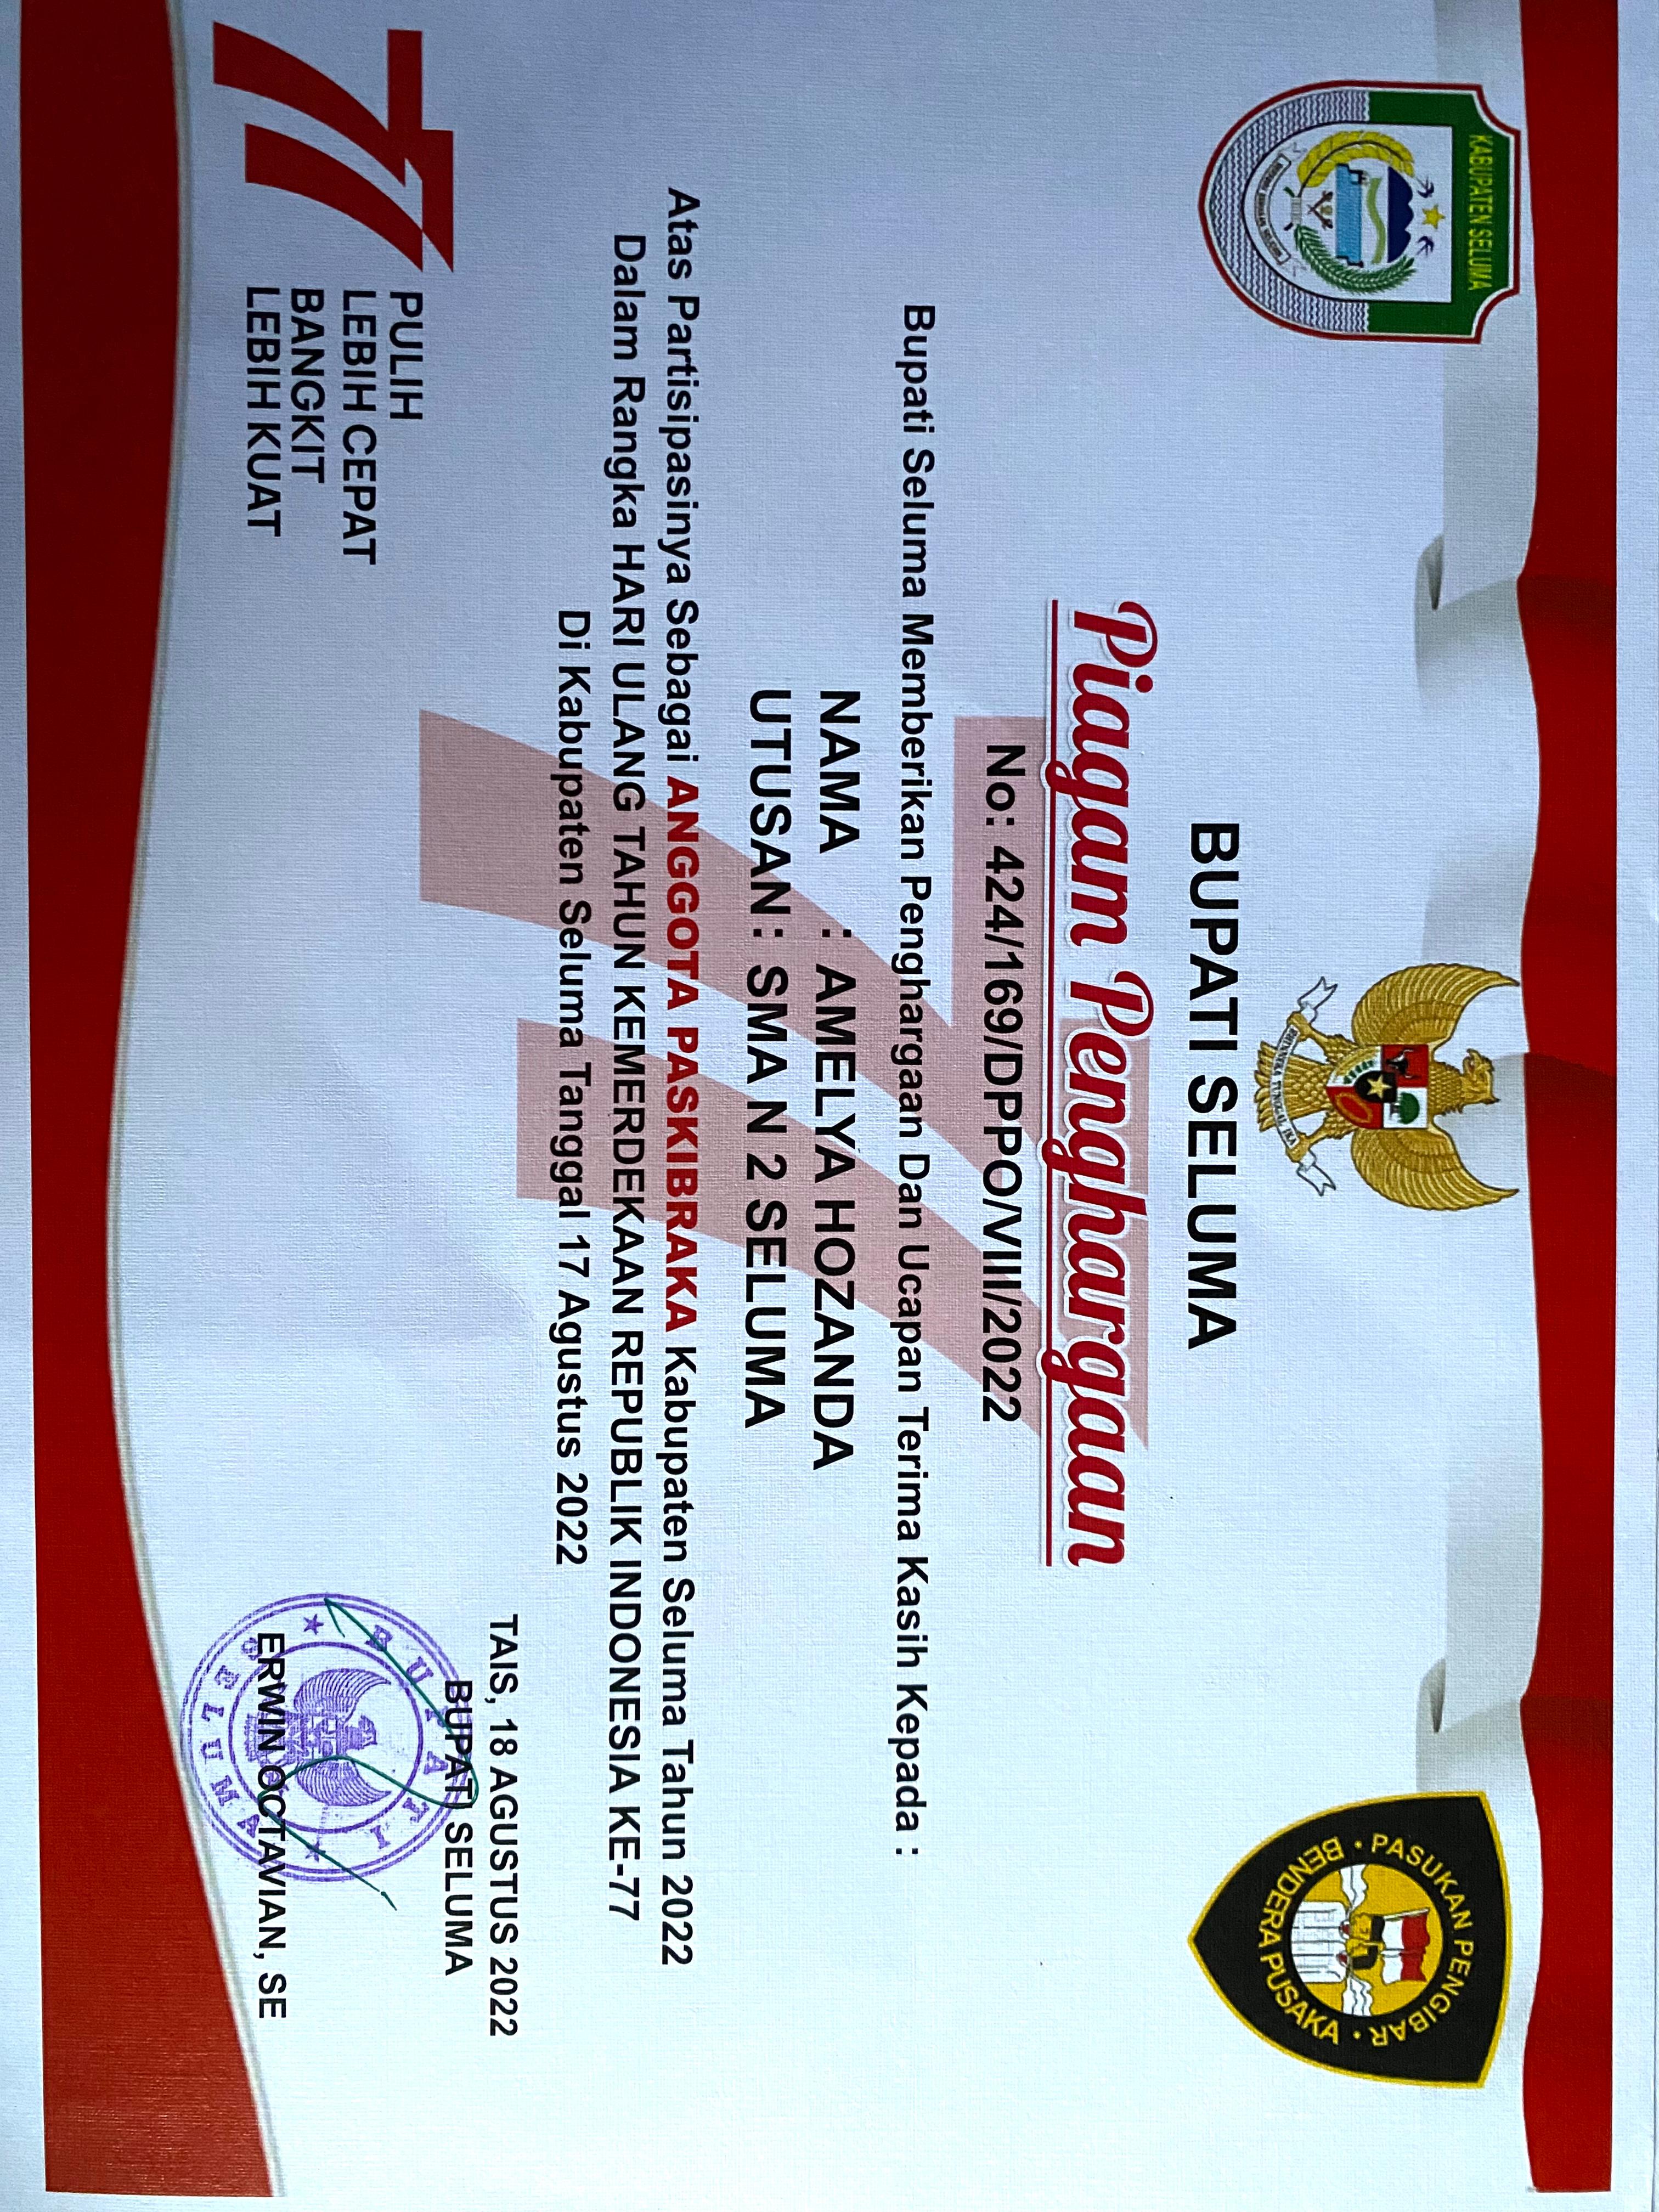 KABUPATEN SELUMA
BHINNEKA TUNGGAL IKA
PASUKAN PENGIBAR
BENDERA PUSAKA
BUPATI SELUMA
Piagam Penghargaan
No: 424/169/DPPO/VIII/2022
Bupati Seluma Memberikan Penghargaan Dan Ucapan Terima Kasih Kepada :
NAMA : AMELYA HOZANDA
UTUSAN : SMA N 2 SELUMA
Atas Partisipasinya Sebagai ANGGOTA PASKIBRAKA Kabupaten Seluma Tahun 2022
Dalam Rangka HARI ULANG TAHUN KEMERDEKAAN REPUBLIK INDONESIA KE-77
Di Kabupaten Seluma Tanggal 17 Agustus 2022
77
PULIH
LEBIH CEPAT
BANGKIT
LEBIH KUAT
TAIS, 18 AGUSTUS 2022
BUPATI SELUMA
BUPATI
SELUMA
ERWIN OCTAVIAN, SE